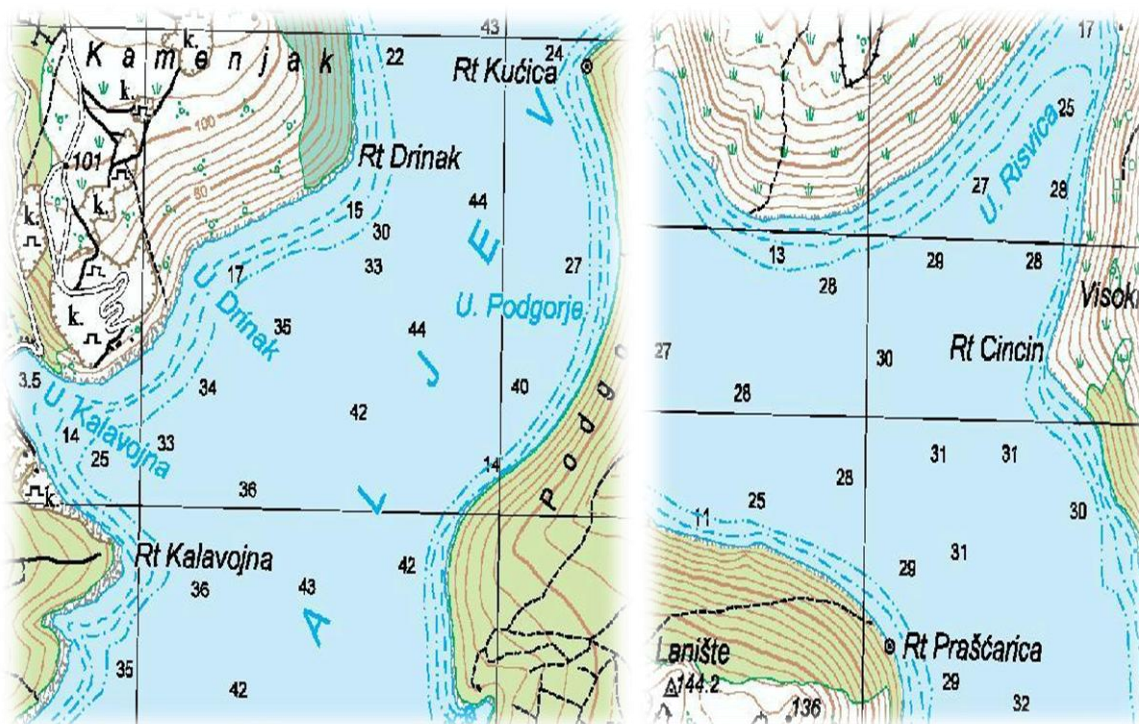 Kamenjak
k.
22
43
24
Rt Kućica
k.
100
101
60
Rt Drinak
k.
k.
15
30
44
17
33
27
U. Drinak
U. Podgorje
k.
35
44
3.5
34
40
U. Kalavojna
42
14
33
25
14
36
k.
Podg
Rt Kalavojna
42
36
43
35
42
V
E
J
L
A
17
25
U. Risvica
27
28
13
28
29
28
Visok
27
30
Rt Cincin
28
31
31
28
25
11
30
31
29
Rt Prašćarica
Lanište
144.2
29
136
32